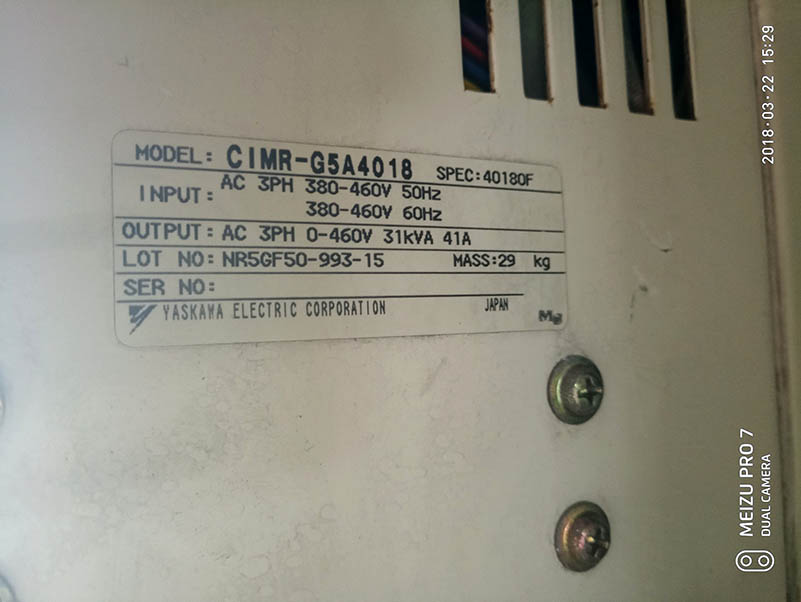 MODEL: CIMR-G5A4018 SPEC:40180F
INPUT: AC 3PH 380-460V 50Hz
380-460V 60Hz
OUTPUT: AC 3PH 0-460V 31kVA 41A
LOT NO: NR5GF50-993-15 MASS:29 kg
SER NO:
YASKAWA ELECTRIC CORPORATION JAPAN
2018·03·22 15:29
MEIZU PRO 7
DUAL CAMERA